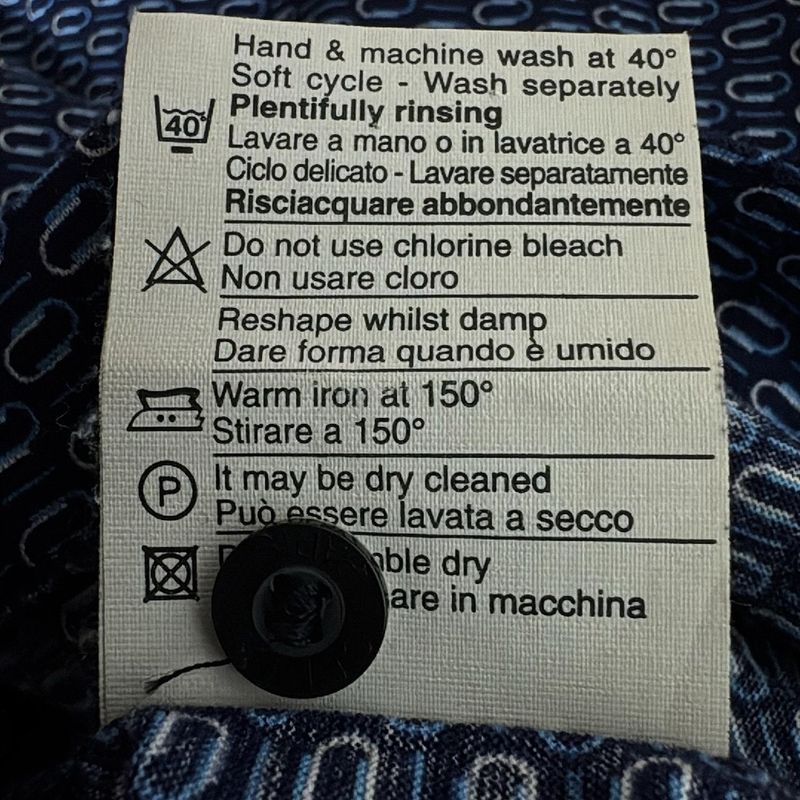 Hand & machine wash at 40°
Soft cycle - Wash separately
Plentifully rinsing
40°
Lavare a mano o in lavatrice a 40°
Ciclo delicato - Lavare separatamente
Risciacquare abbondantemente
Do not use chlorine bleach
Non usare cloro
Reshape whilst damp
Dare forma quando è umido
Warm iron at 150°
Stirare a 150°
P
It may be dry cleaned
Può essere lavata a secco
dry
in macchina